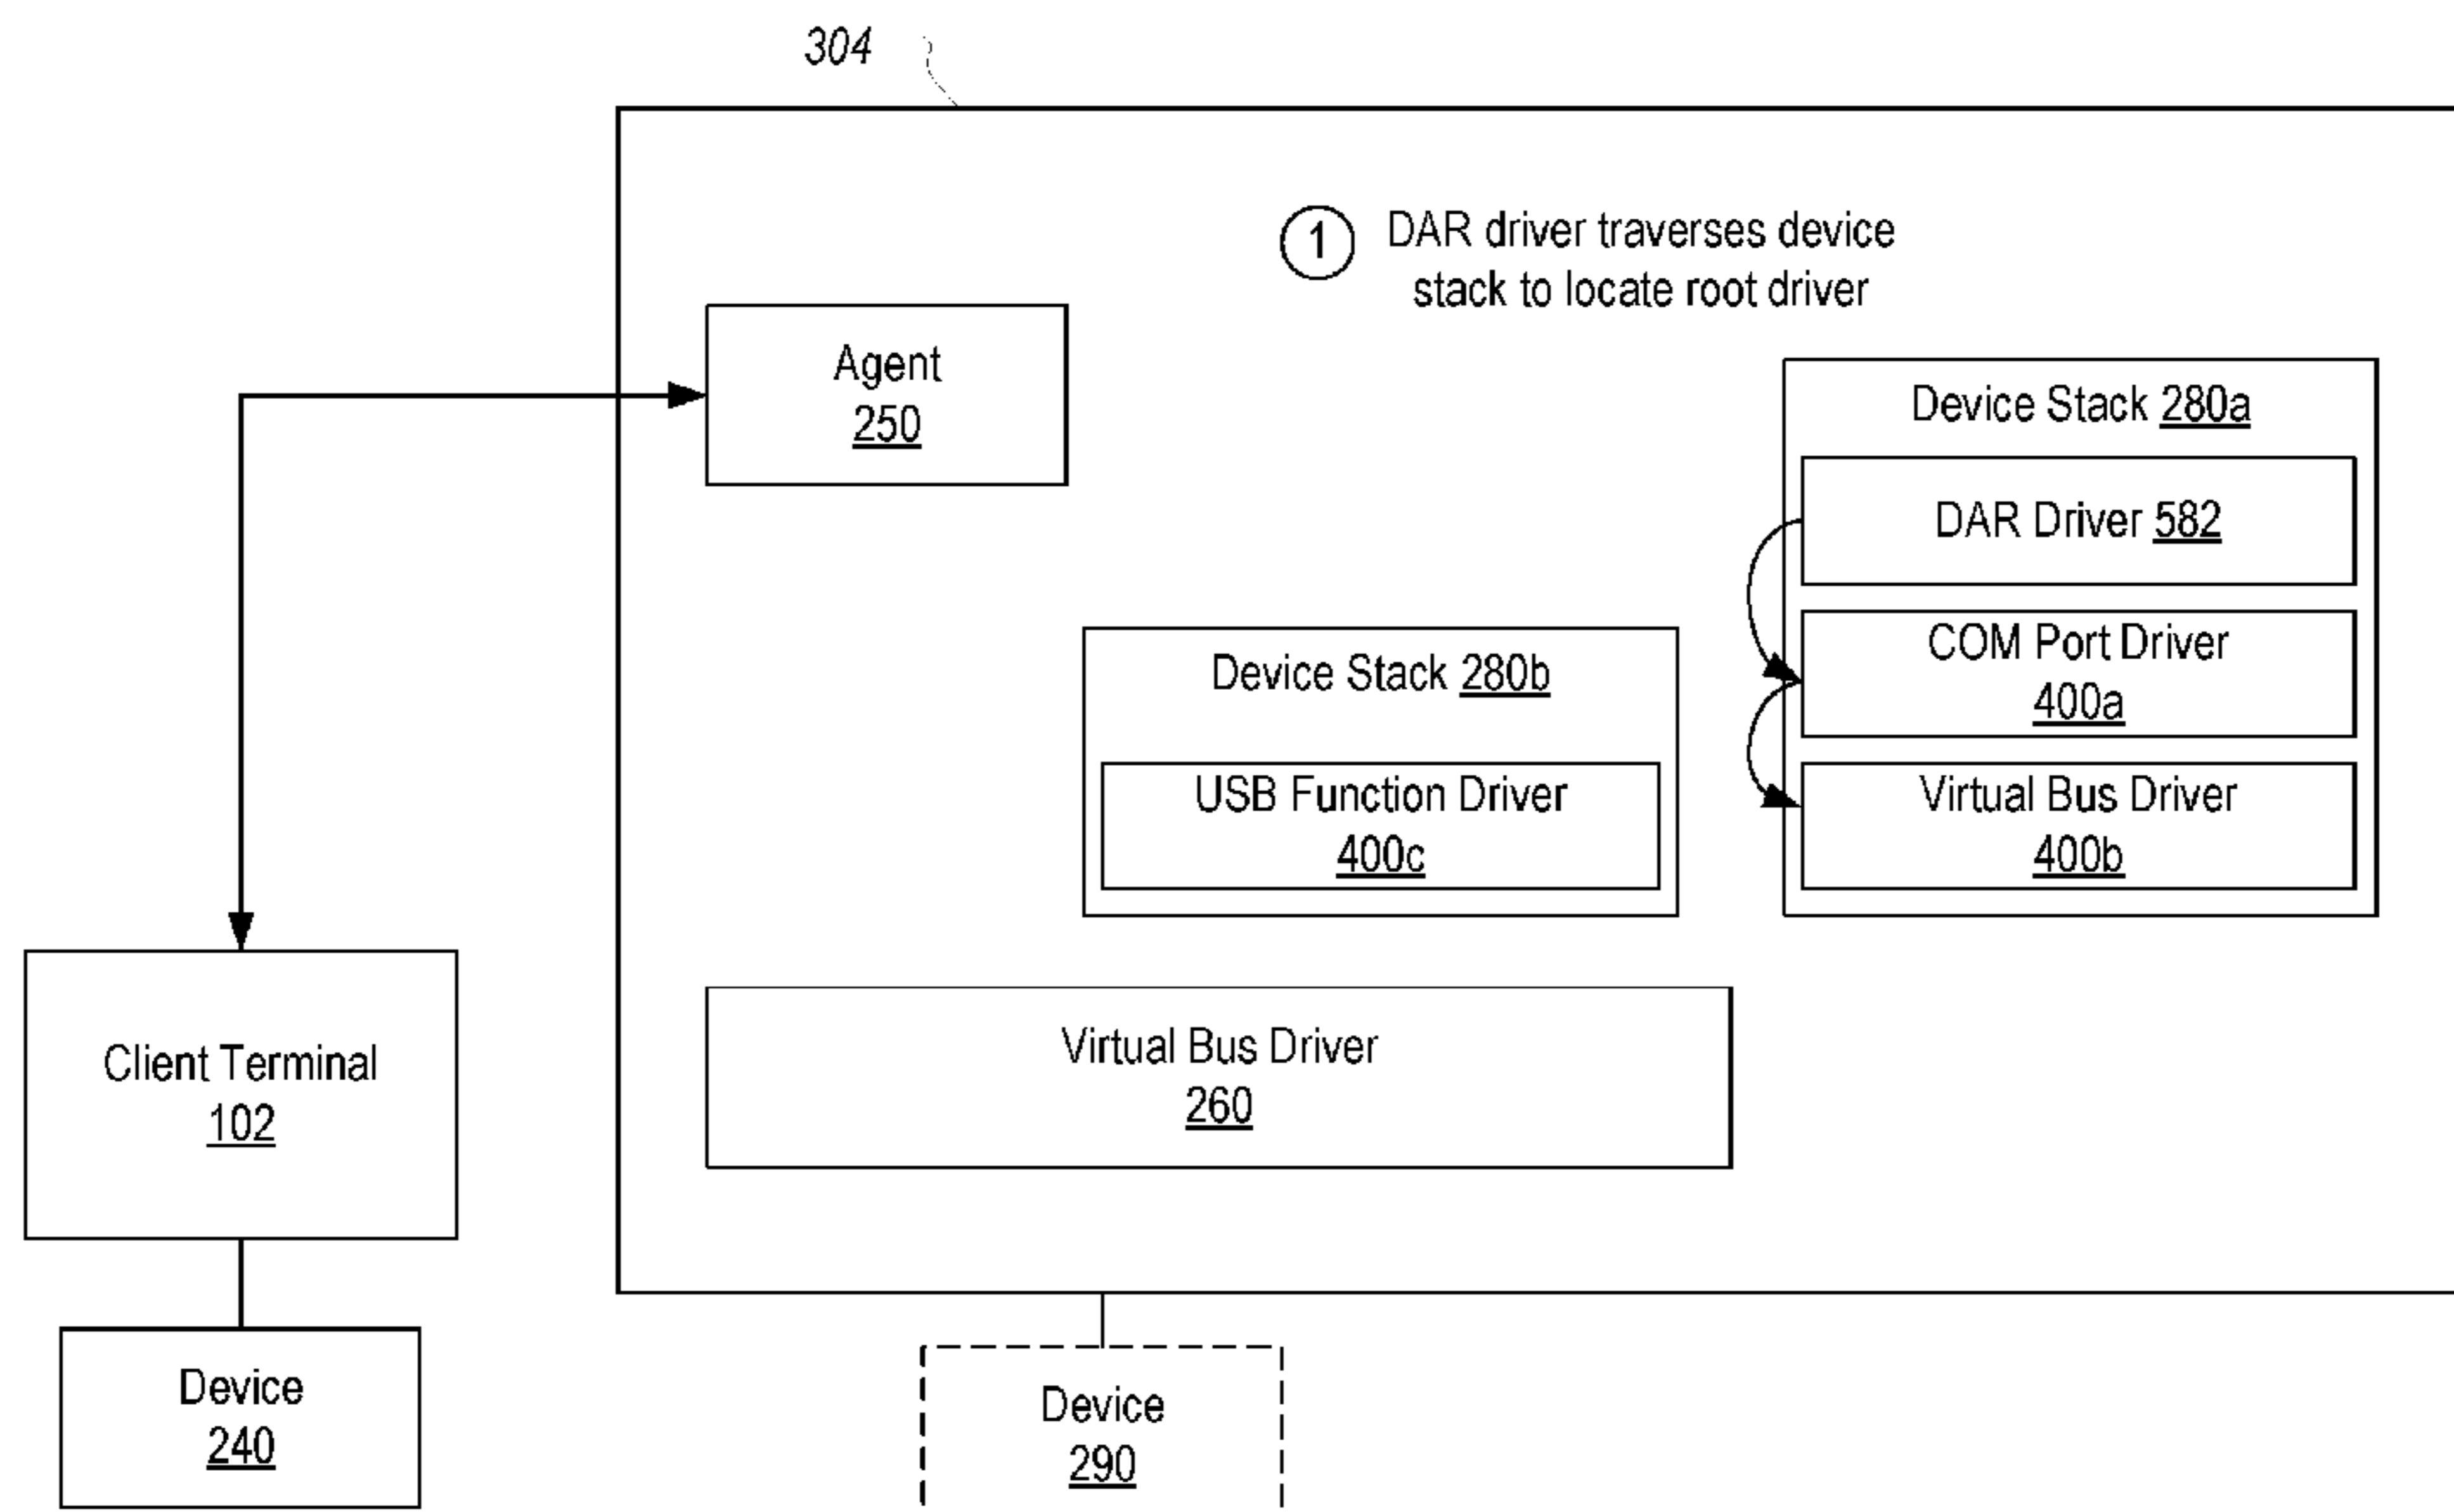 304
1 DAR driver traverses device
stack to locate root driver
Agent
250
Device Stack 280a
DAR Driver 582
COM Port Driver
400a
Virtual Bus Driver
400b
Device Stack 280b
USB Function Driver
400c
Virtual Bus Driver
260
Client Terminal
102
Device
240
Device
290